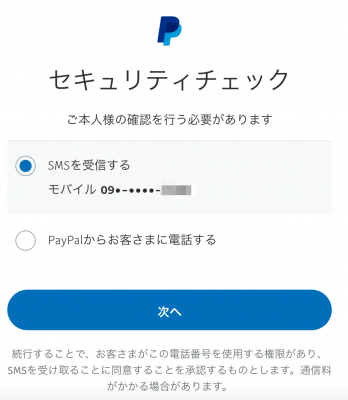 セキュリティチェック
ご本人様の確認を行う必要があります
SMSを受信する
モバイル 09•-••••-
PayPalからお客さまに電話する
次へ
続行することで、お客さまがこの電話番号を使用する権限があり、
SMSを受け取ることに同意することを承認するものとします。通信料
がかかる場合があります。